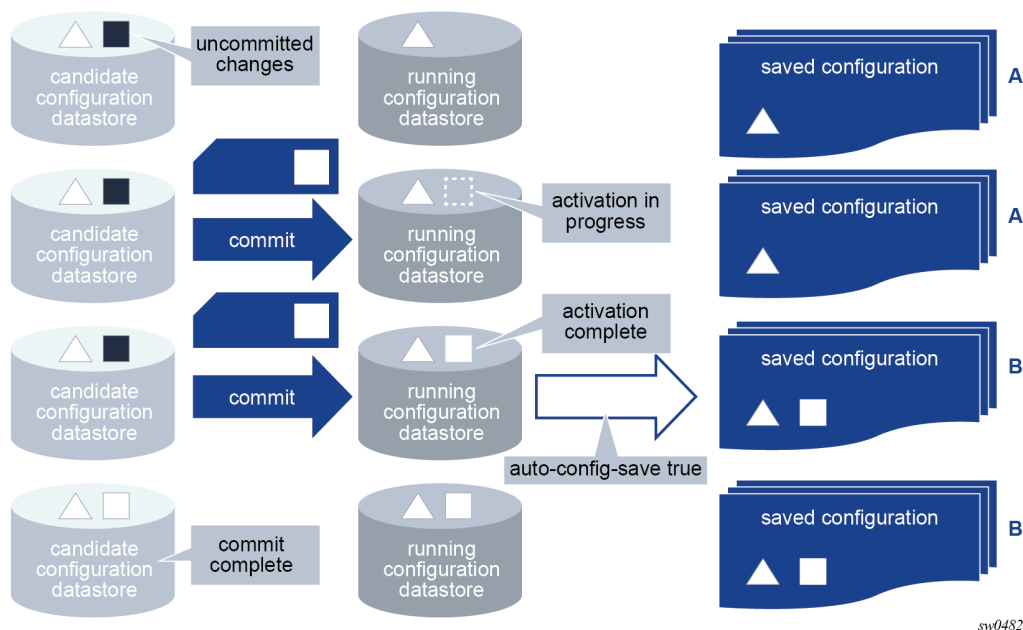 uncommitted
changes
candidate
configuration
datastore
running
configuration
datastore
saved configuration
A
candidate
configuration
datastore
commit
running
configuration
datastore
activation in
progress
saved configuration
A
candidate
configuration
datastore
commit
running
configuration
datastore
activation
complete
auto-config-save true
saved configuration
B
candidate
configuration
datastore
commit
complete
running
configuration
datastore
saved configuration
B
sw0482